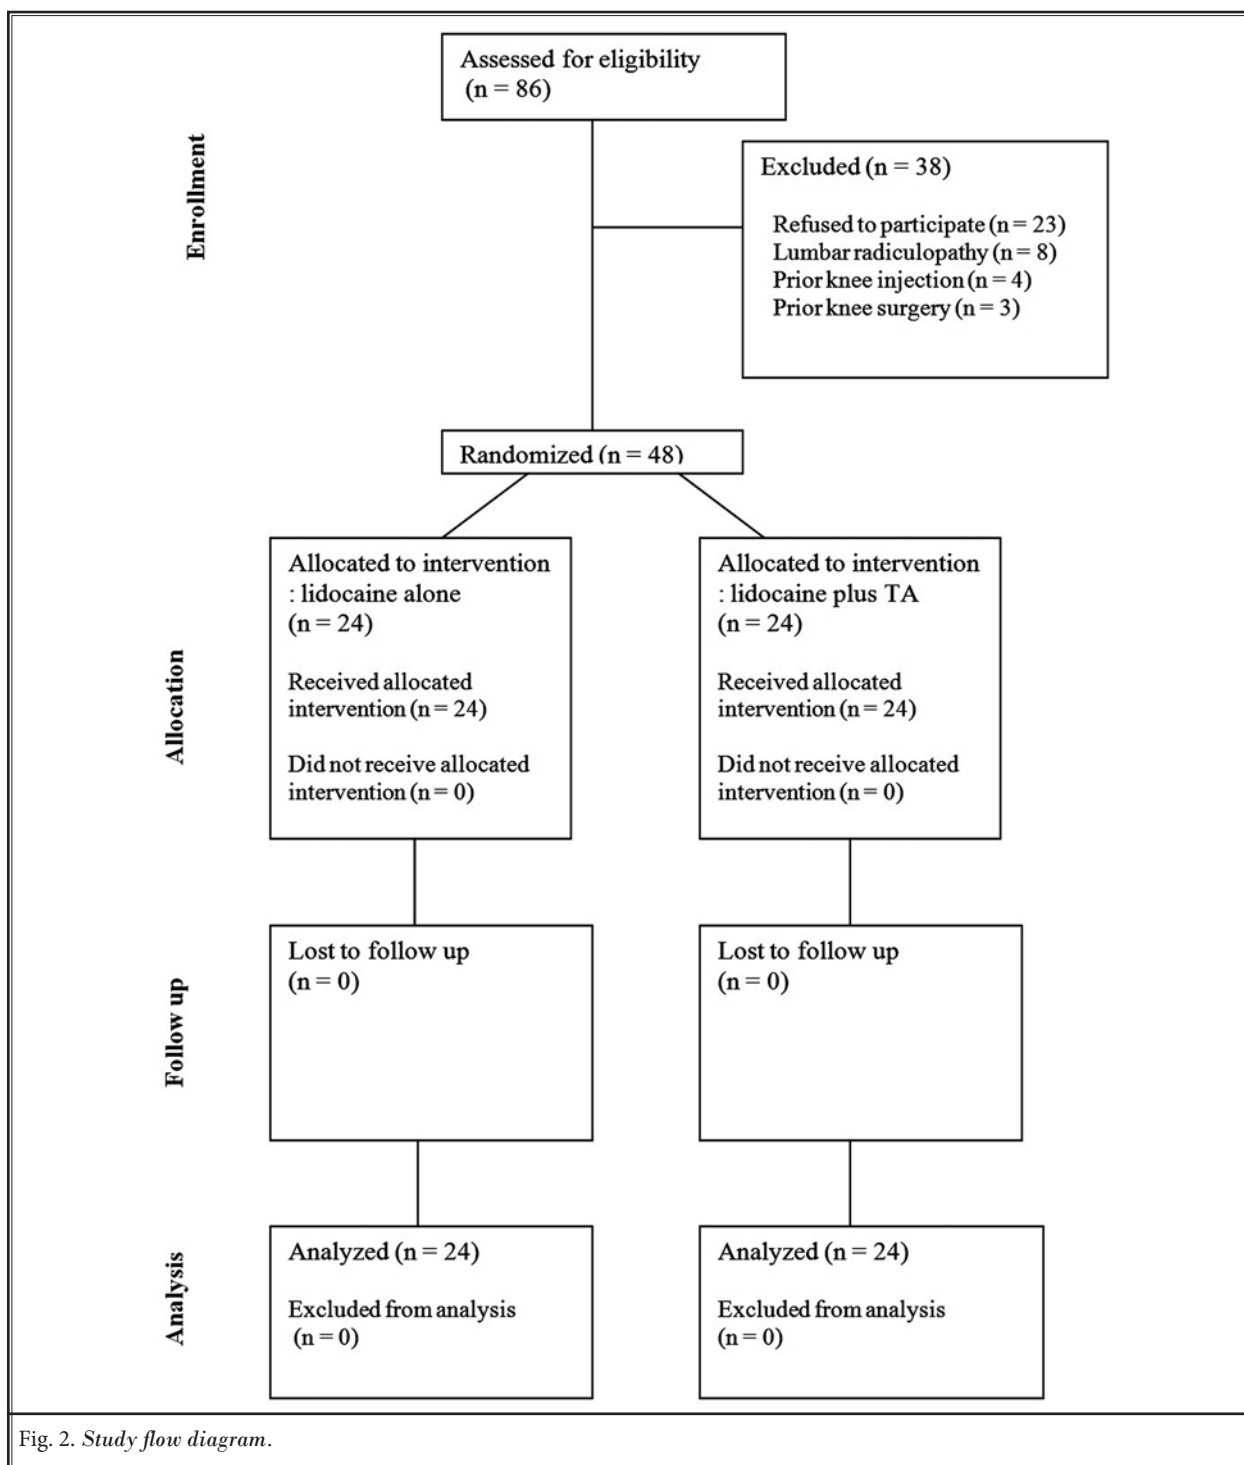 Assessed for eligibility
(n = 86)
Enrollment
Excluded (n = 38)
Refused to participate (n = 23)
Lumbar radiculopathy (n = 8)
Prior knee injection (n = 4)
Prior knee surgery (n = 3)
Randomized (n = 48)
Allocation
Allocated to intervention
: lidocaine alone
(n = 24)
Received allocated
intervention (n = 24)
Did not receive allocated
intervention (n = 0)
Allocated to intervention
: lidocaine plus TA
(n = 24)
Received allocated
intervention (n = 24)
Did not receive allocated
intervention (n = 0)
Follow up
Lost to follow up
(n = 0)
Lost to follow up
(n = 0)
Analysis
Analyzed (n = 24)
Excluded from analysis
(n = 0)
Analyzed (n = 24)
Excluded from analysis
(n = 0)
Fig. 2. Study flow diagram.